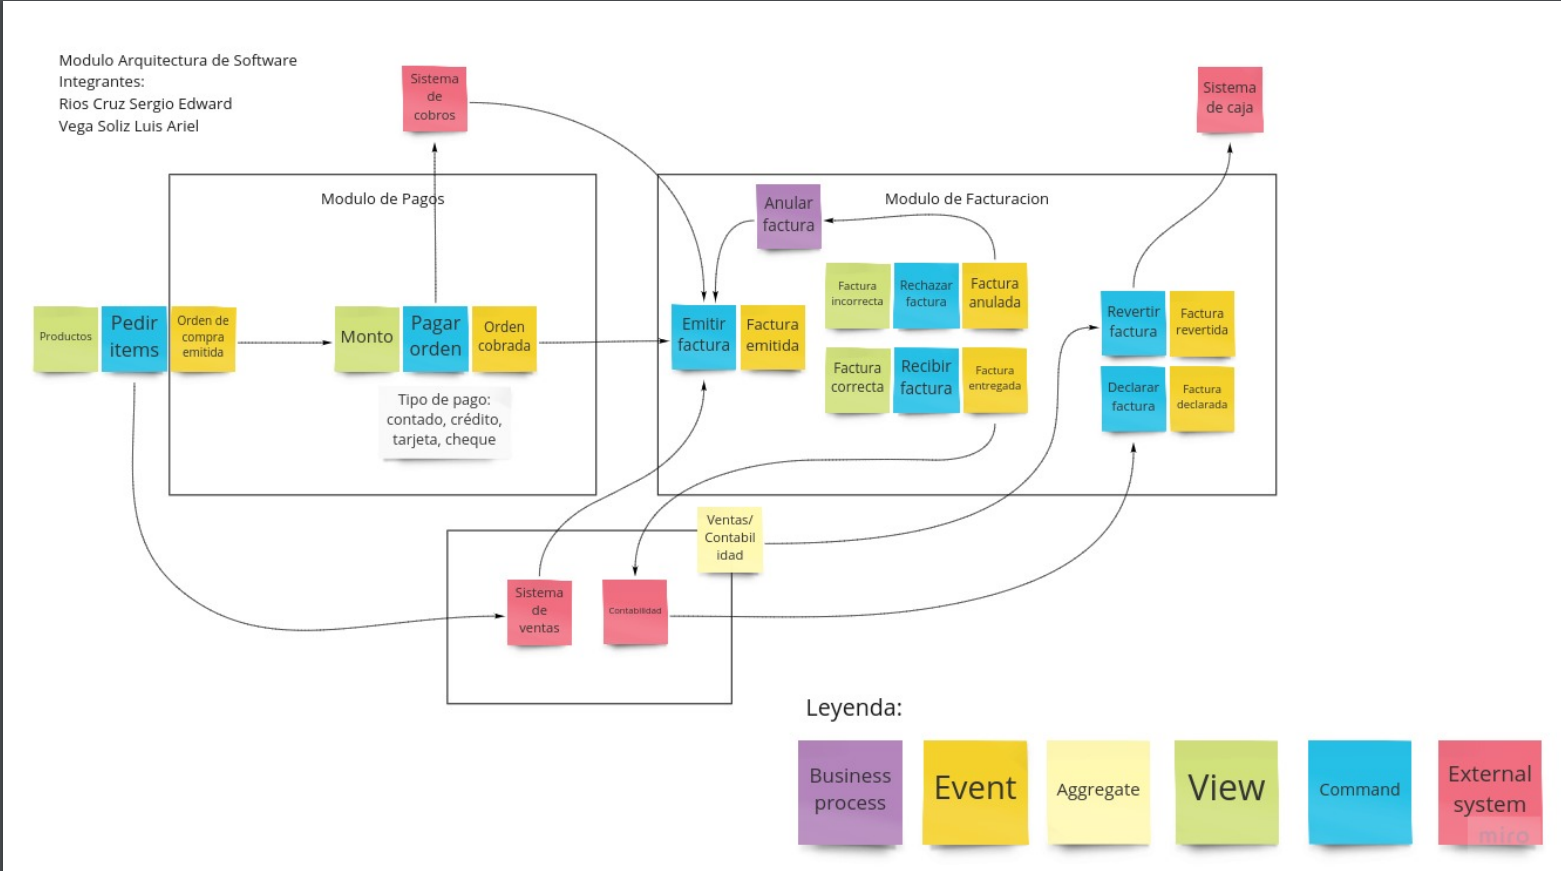 Modulo Arquitectura de Software
Integrantes:
Rios Cruz Sergio Edward
Vega Soliz Luis Ariel
Sistema
de
cobros
Sistema
de caja
Modulo de Pagos
Anular
factura
Modulo de Facturacion
Productos
Pedir
items
Orden de
compra
emitida
Monto
Pagar
orden
Orden
cobrada
Tipo de pago:
contado, crédito,
tarjeta, cheque
Emitir
factura
Factura
emitida
Factura
incorrecta
Rechazar
factura
Factura
anulada
Factura
correcta
Recibir
factura
Factura
entregada
Revertir
factura
Factura
revertida
Declarar
factura
Factura
declarada
Ventas/
Contabil
idad
Sistema
de
ventas
Contabilidad
Leyenda:
Business
process
Event
Aggregate
View
Command
External
system
miro